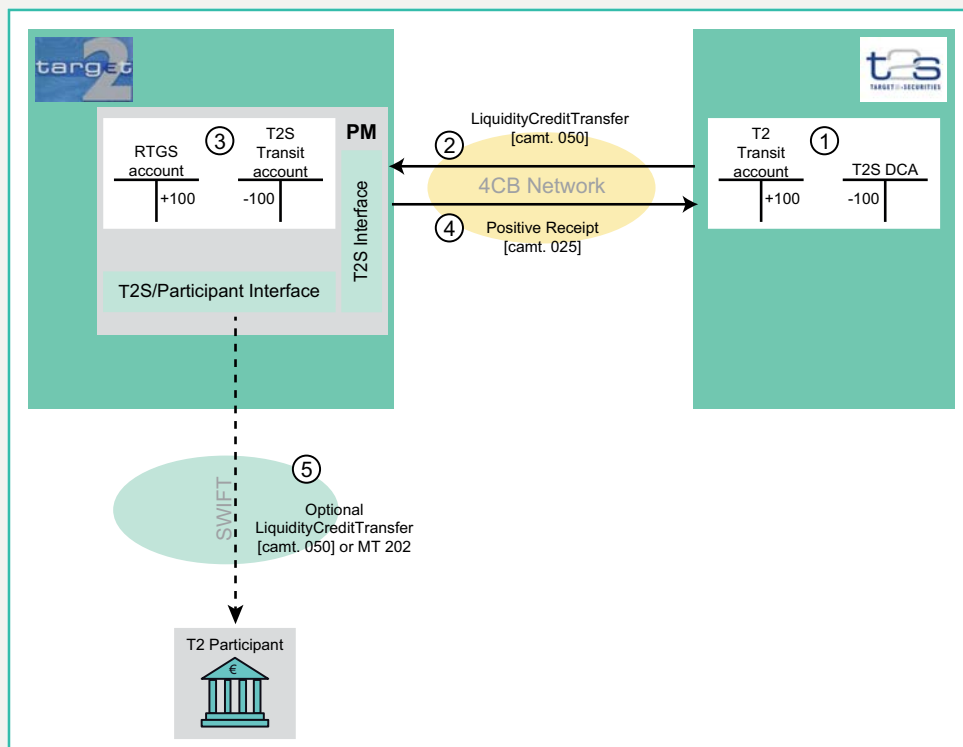 target
2
t2s
TARGET2-SECURITIES
③
RTGS
account
+100
T2S
Transit
account
-100
PM
T2S Interface
T2S/Participant Interface
LiquidityCreditTransfer
[camt. 050]
②
4CB Network
④
Positive Receipt
[camt. 025]
①
T2
Transit
account
+100
T2S DCA
-100
⑤
SWIFT
Optional
LiquidityCreditTransfer
[camt. 050] or MT 202
T2 Participant
€